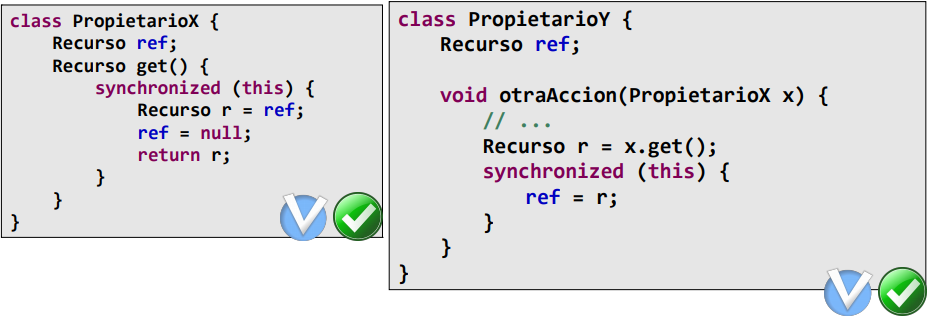 class PropietarioX {
Recurso ref;
Recurso get() {
synchronized (this) {
Recurso r = ref;
ref = null;
return r;
}
}
}
class PropietarioY {
Recurso ref;
void otraAccion(PropietarioX x) {
// ...
Recurso r = x.get();
synchronized (this) {
ref = r;
}
}
}